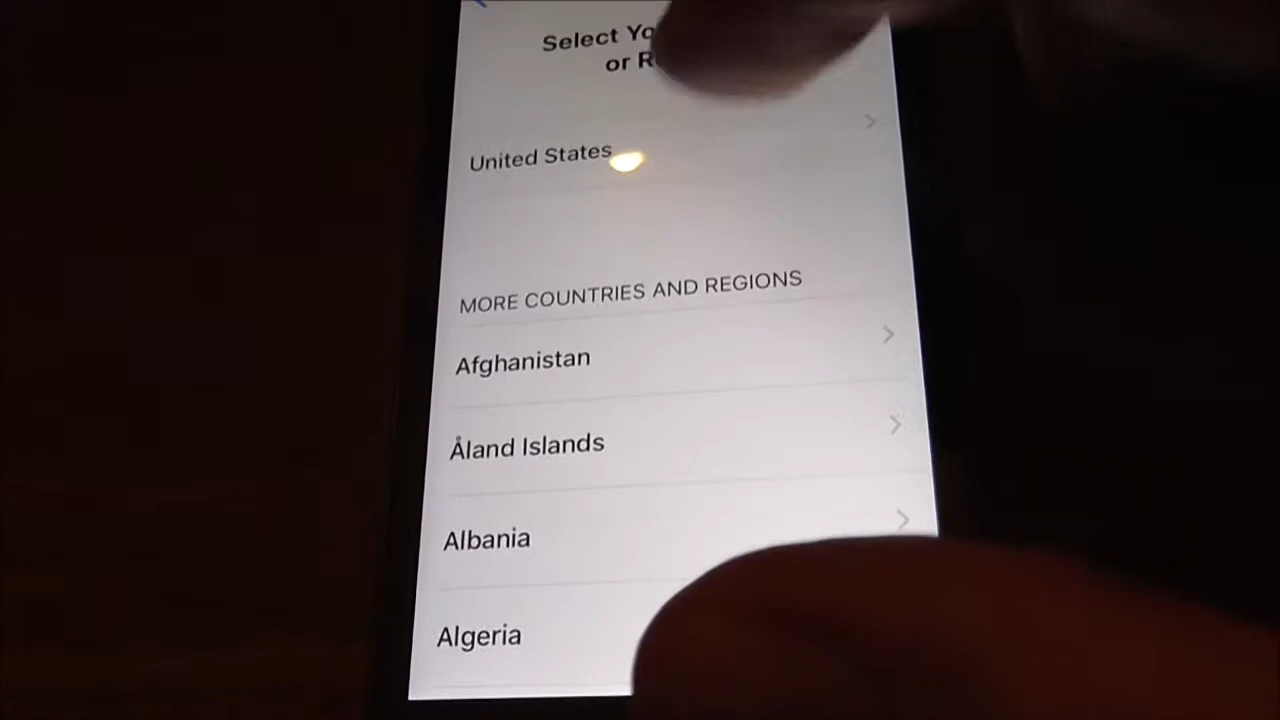 Select Yo
or R
United States
MORE COUNTRIES AND REGIONS
Afghanistan
Åland Islands
Albania
Algeria